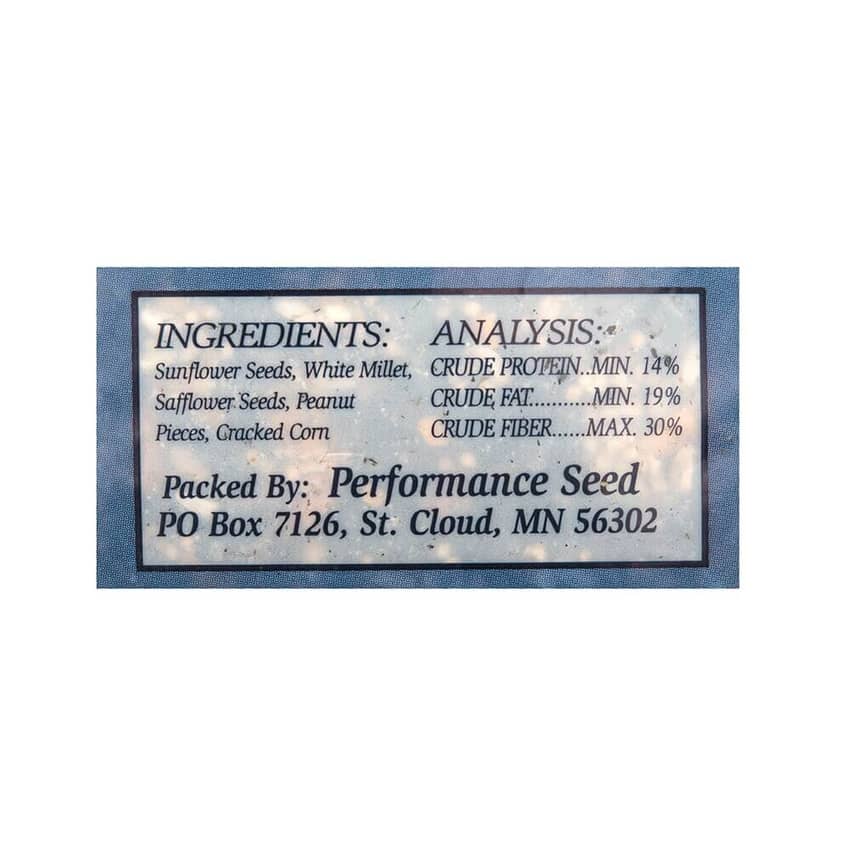 INGREDIENTS:
Sunflower Seeds, White Millet,
Safflower Seeds, Peanut
Pieces, Cracked Corn
ANALYSIS:
CRUDE PROTEIN..MIN. 14%
CRUDE FAT...........MIN. 19%
CRUDE FIBER......MAX. 30%
Packed By: Performance Seed
PO Box 7126, St. Cloud, MN 56302